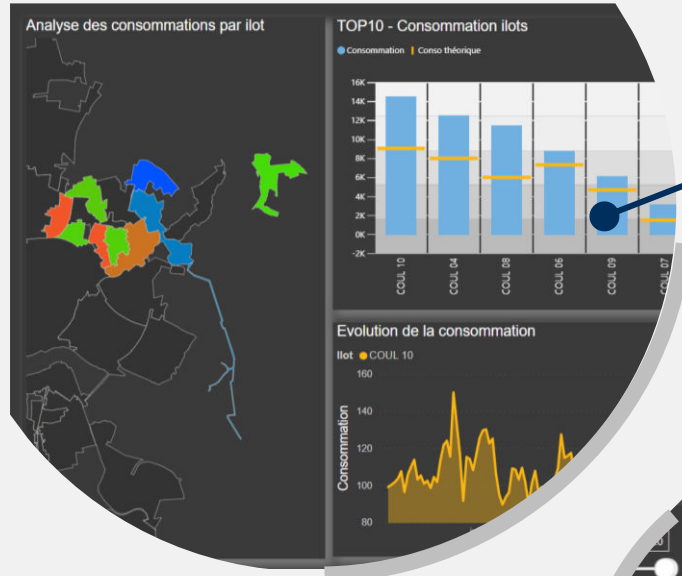 Analyse des consommations par ilot
TOP10 - Consommation ilots
Consommation Conso théorique
16K
14K
12K
10K
8K
6K
4K
2K
0K
-2K
COUL 10
COUL 04
COUL 08
COUL 06
COUL 09
COUL 07
Evolution de la consommation
Ilot COUL 10
Consommation
160
140
120
100
80